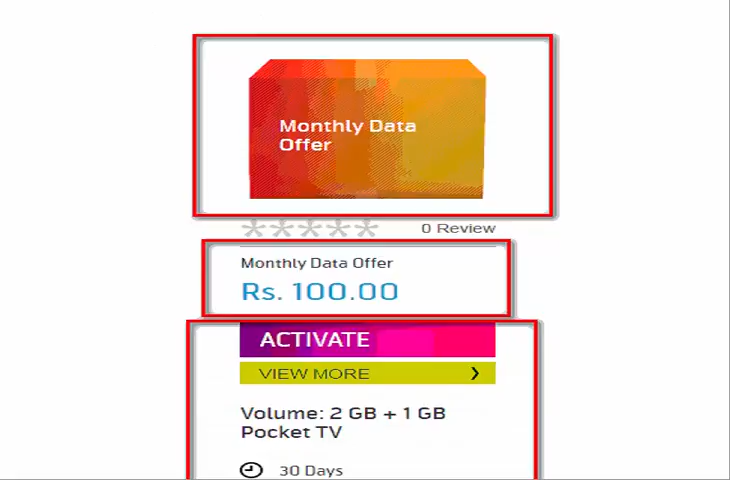 Monthly Data
Offer
0 Review
Monthly Data Offer
Rs. 100.00
ACTIVATE
VIEW MORE
Volume: 2 GB + 1 GB
Pocket TV
30 Days